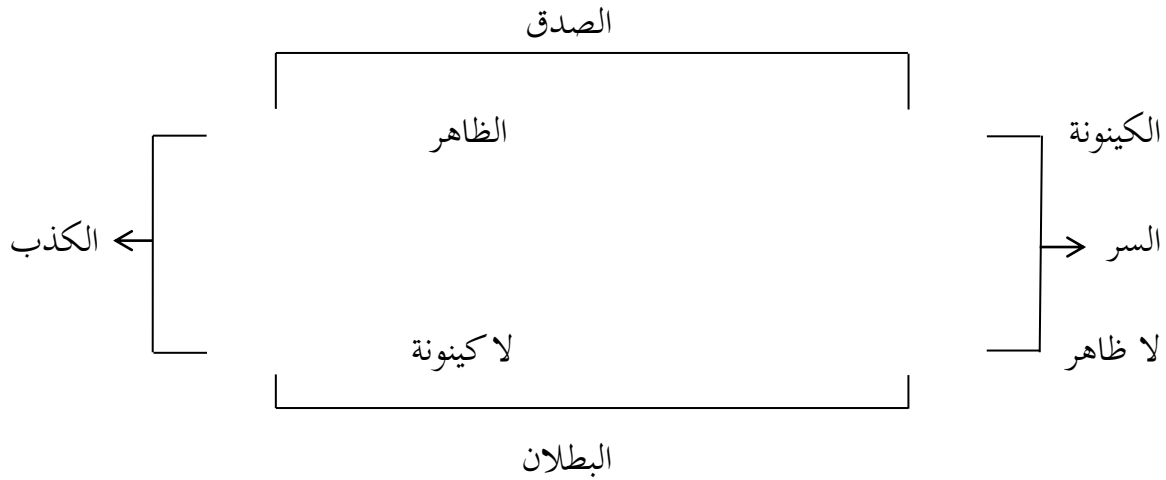 الصدق
الكينونة
الظاهر
السر
الكذب
لا ظاهر
لا كينونة
البطلان